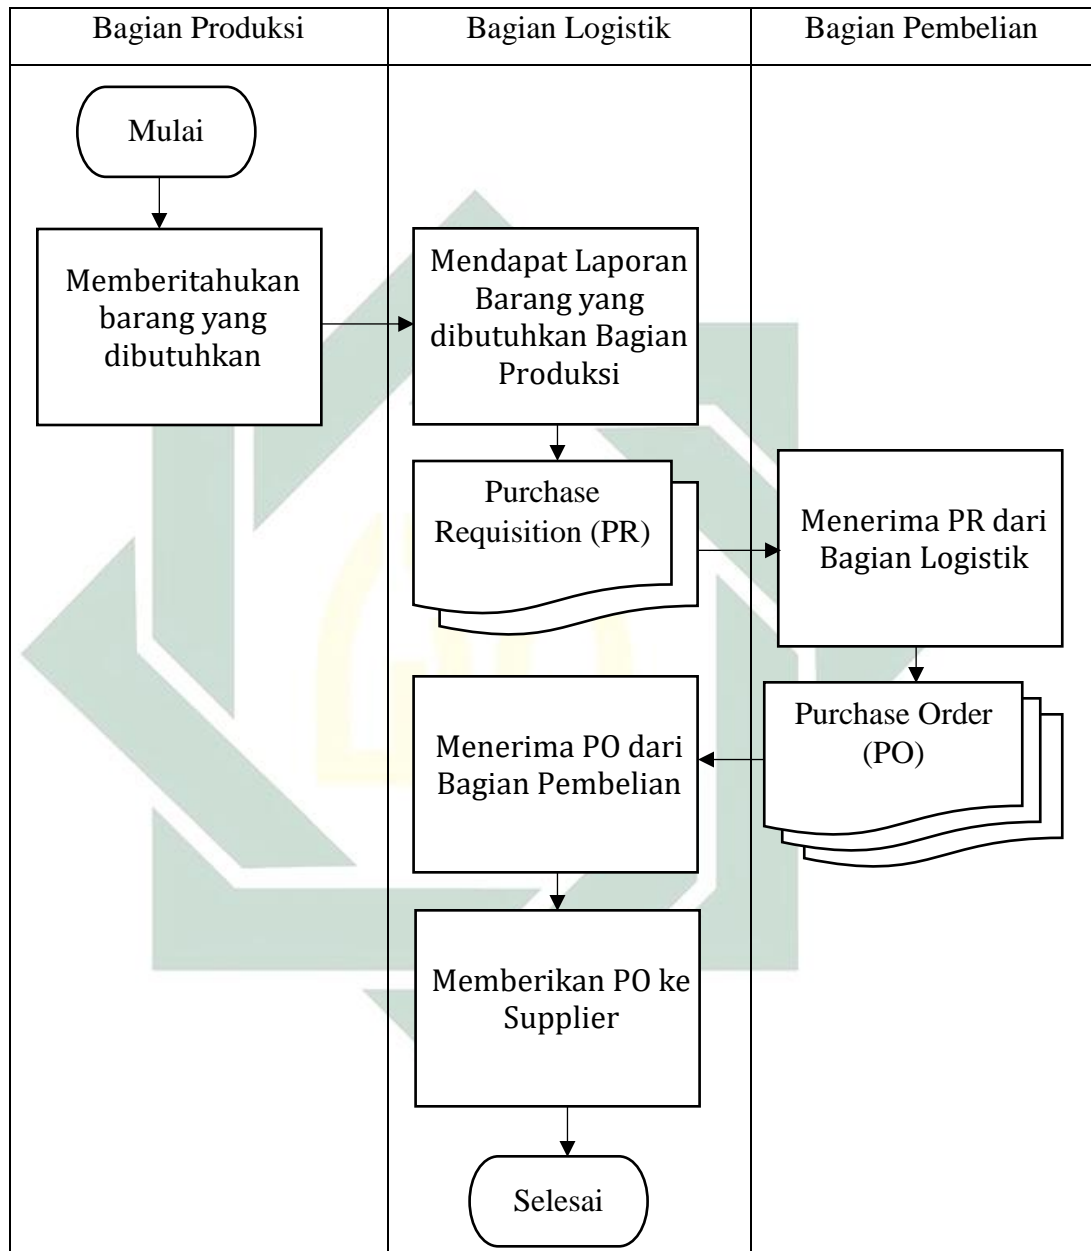 Bagian Produksi
Bagian Logistik
Bagian Pembelian
Mulai
Memberitahukan
barang yang
dibutuhkan
Mendapat Laporan
Barang yang
dibutuhkan Bagian
Produksi
Purchase
Requisition (PR)
Menerima PR dari
Bagian Logistik
Purchase Order
(PO)
Menerima PO dari
Bagian Pembelian
Memberikan PO ke
Supplier
Selesai